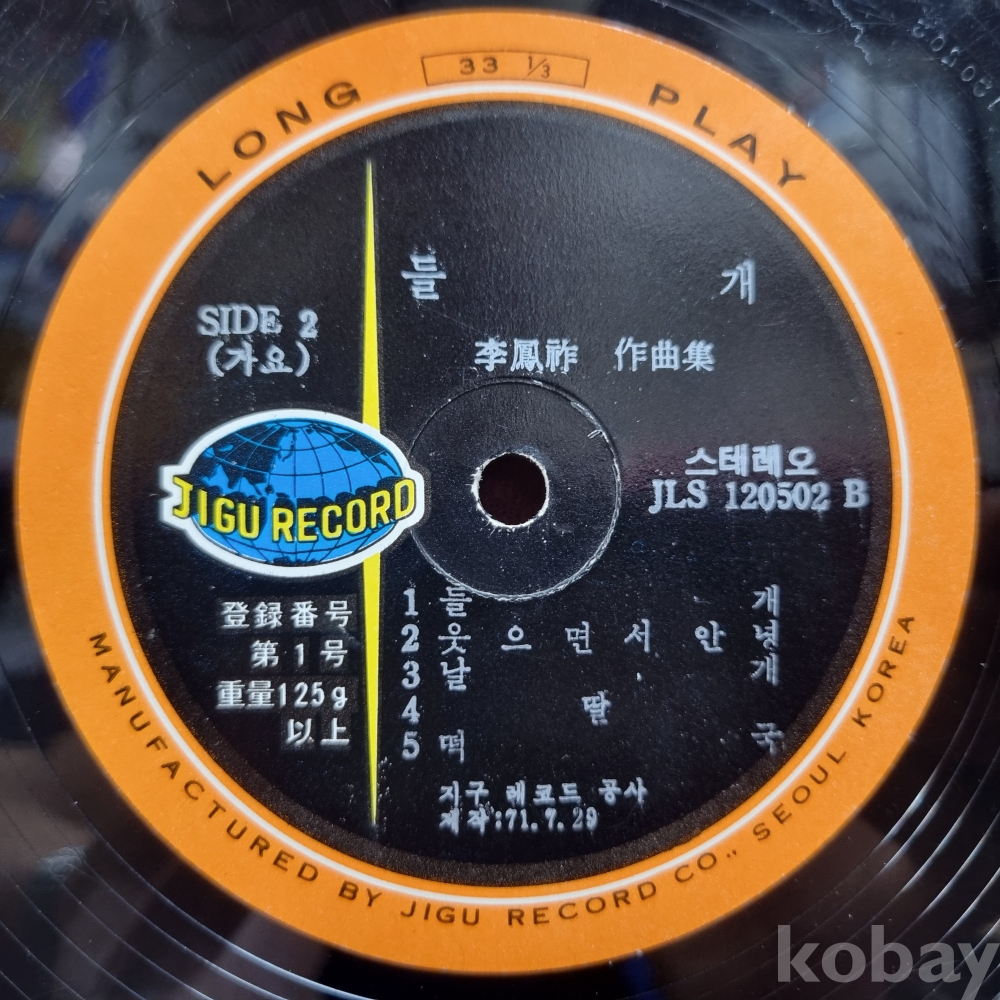 LONG PLAY
33 1/3
들 개
SIDE 2
(가요)
李鳳祚 作曲集
스테레오
JLS 120502 B
JIGU RECORD
登録番号
第1号
重量125g
以上
1 들 개
2 웃으면서 안녕
3 날 개
4 딸
5 떡 국
지구 레코드 공사
제작:71.7.29
MANUFACTURED BY JIGU RECORD CO., SEOUL KOREA
kobay